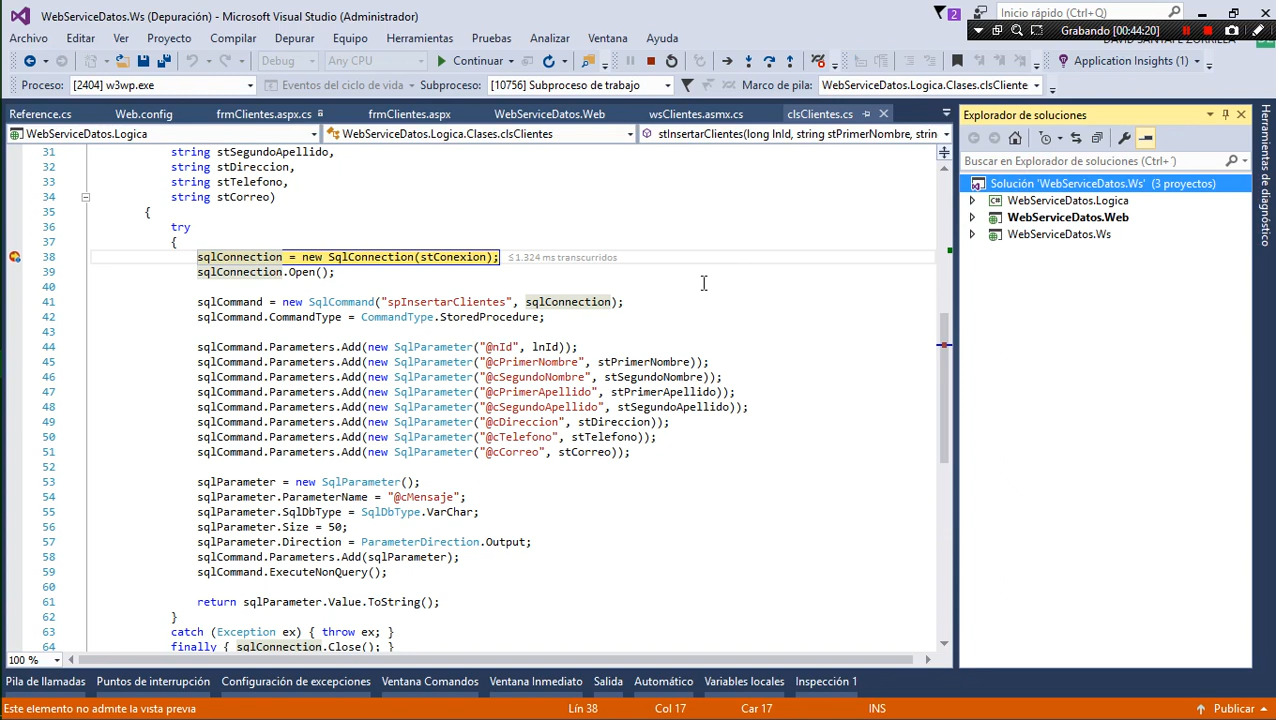 WebServiceDatos.Ws (Depuración) - Microsoft Visual Studio (Administrador)
2
Inicio rápido (Ctrl+Q)
Archivo Editar Ver Proyecto Compilar Equipo Herramientas Pruebas Analizar Ventana Ayuda
Grabando [00:44:20]
Debug Any CPU Continuar Application Insights (1)
Proceso: [2404] w3wp.exe Eventos de ciclo de vida Subproceso: [10756] Subproceso de trabajo Marco de pila: WebServiceDatos.Logica.Clases.clsCliente
Reference.cs Web.config frmClientes.aspx.cs frmClientes.aspx WebServiceDatos.Web wsClientes.asmx.cs clsClientes.cs
WebServiceDatos.Logica WebServiceDatos.Logica.Clases.clsClientes stInsertarClientes(long lnId, string stPrimerNombre, string
31 string stSegundoApellido,
32 string stDireccion,
33 string stTelefono,
34 string stCorreo)
35 {
36 try
37 {
38 sqlConnection = new SqlConnection(stConexion); ≤1.324 ms transcurridos
39 sqlConnection.Open();
40
41 sqlCommand = new SqlCommand("spInsertarClientes", sqlConnection);
42 sqlCommand.CommandType = CommandType.StoredProcedure;
43
44 sqlCommand.Parameters.Add(new SqlParameter("@nId", lnId));
45 sqlCommand.Parameters.Add(new SqlParameter("@cPrimerNombre", stPrimerNombre));
46 sqlCommand.Parameters.Add(new SqlParameter("@cSegundoNombre", stSegundoNombre));
47 sqlCommand.Parameters.Add(new SqlParameter("@cPrimerApellido", stPrimerApellido));
48 sqlCommand.Parameters.Add(new SqlParameter("@cSegundoApellido", stSegundoApellido));
49 sqlCommand.Parameters.Add(new SqlParameter("@cDireccion", stDireccion));
50 sqlCommand.Parameters.Add(new SqlParameter("@cTelefono", stTelefono));
51 sqlCommand.Parameters.Add(new SqlParameter("@cCorreo", stCorreo));
52
53 sqlParameter = new SqlParameter();
54 sqlParameter.ParameterName = "@cMensaje";
55 sqlParameter.SqlDbType = SqlDbType.VarChar;
56 sqlParameter.Size = 50;
57 sqlParameter.Direction = ParameterDirection.Output;
58 sqlCommand.Parameters.Add(sqlParameter);
59 sqlCommand.ExecuteNonQuery();
60
61 return sqlParameter.Value.ToString();
62 }
63 catch (Exception ex) { throw ex; }
64 finally { sqlConnection.Close(); }
100 %
Explorador de soluciones
Buscar en Explorador de soluciones (Ctrl+´)
Solución 'WebServiceDatos.Ws' (3 proyectos)
WebServiceDatos.Logica
WebServiceDatos.Web
WebServiceDatos.Ws
Herramientas de diagnóstico
Pila de llamadas Puntos de interrupción Configuración de excepciones Ventana Comandos Ventana Inmediato Salida Automático Variables locales Inspección 1
Este elemento no admite la vista previa Lín 38 Col 17 Car 17 INS Publicar